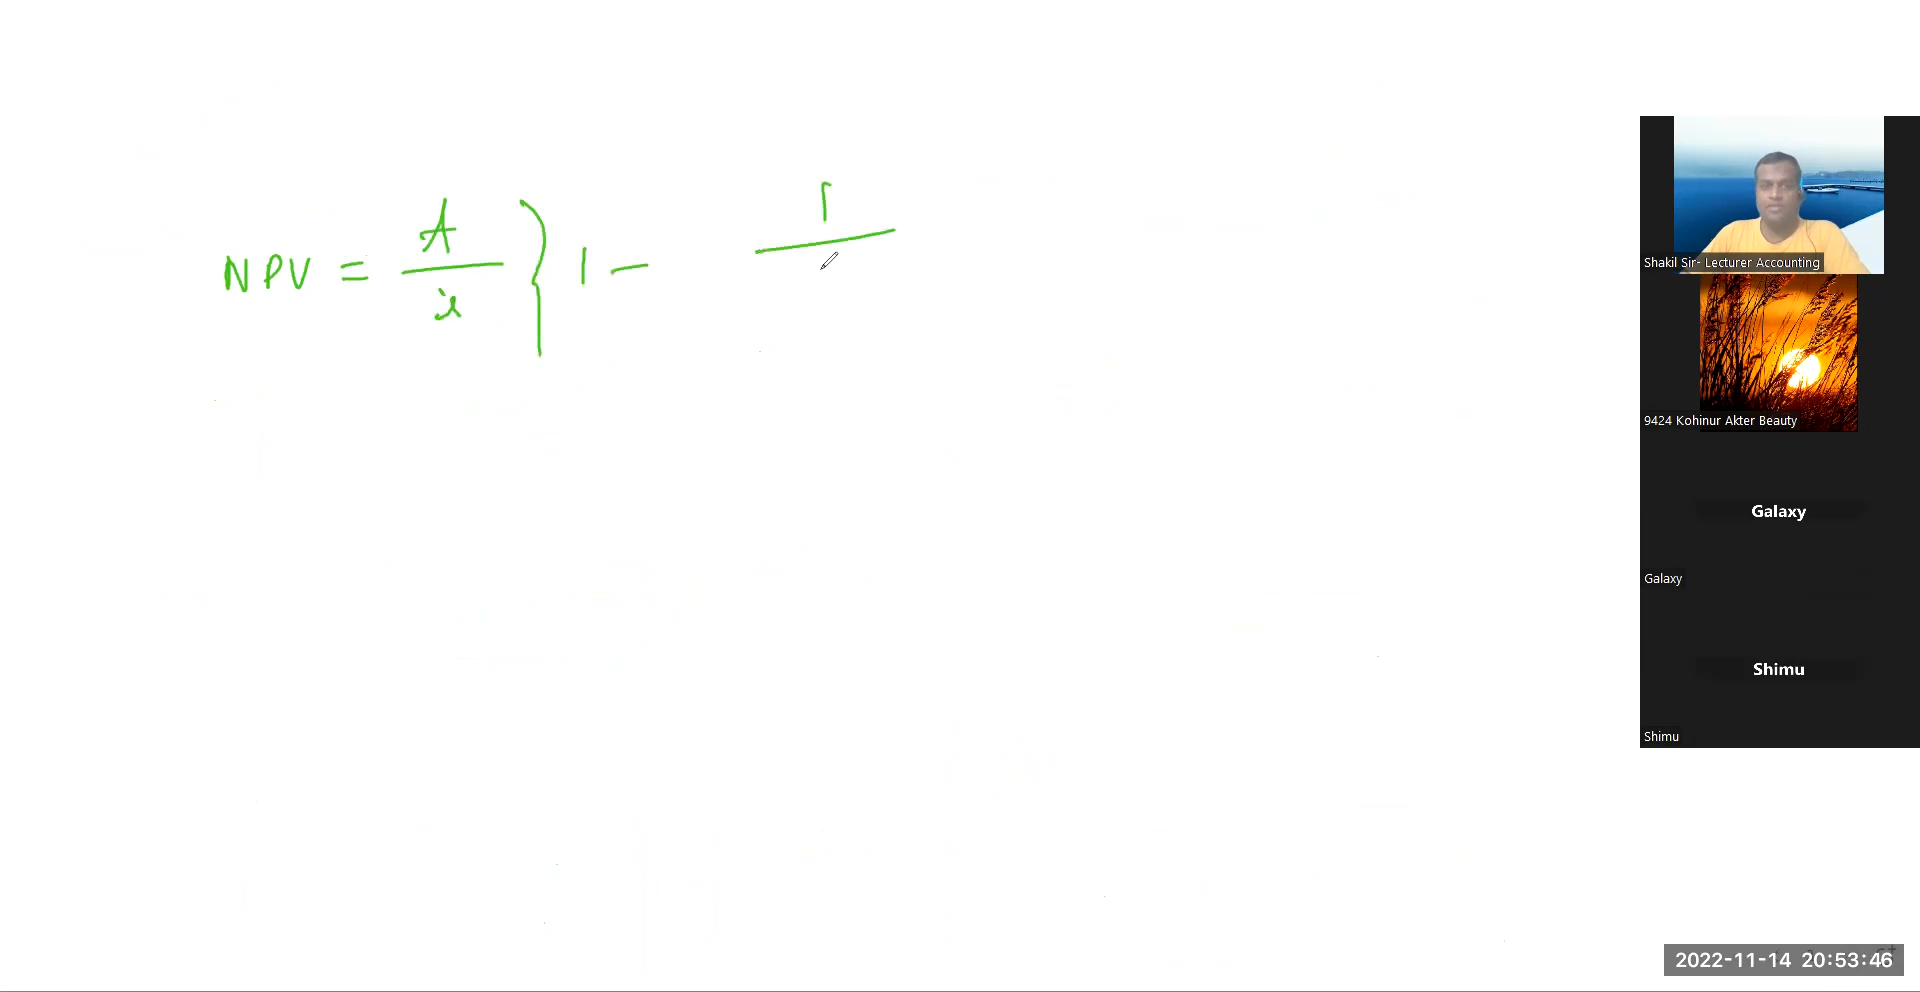 NPV = A/i } 1 - 1/
Shakil Sir- Lecturer Accounting
9424 Kohinur Akter Beauty
Galaxy
Galaxy
Shimu
Shimu
2022-11-14 20:53:46